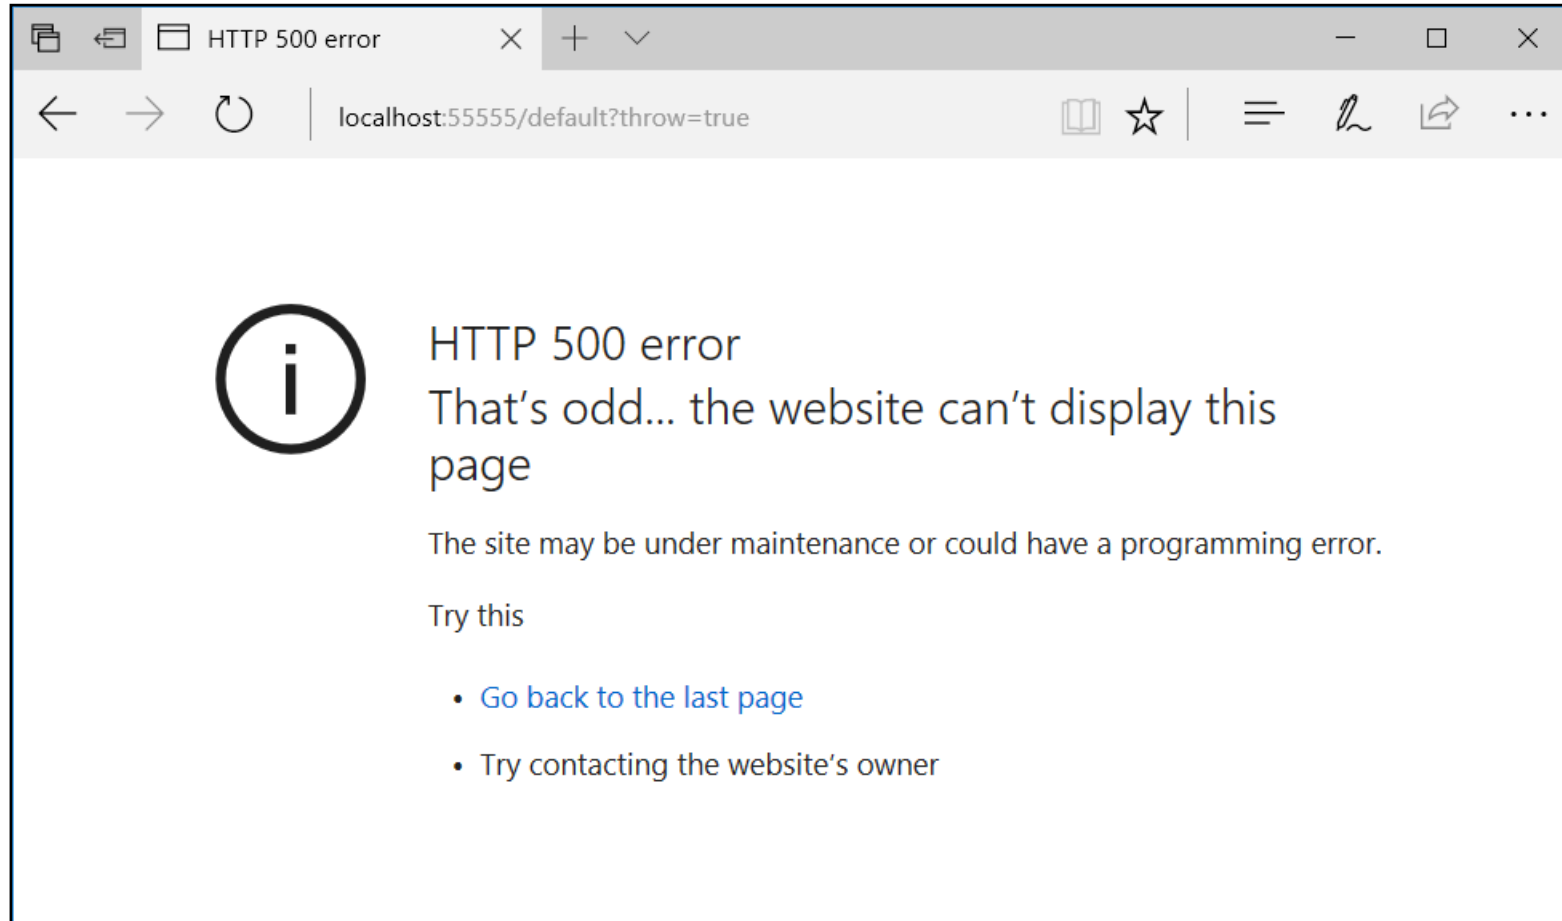 HTTP 500 error
localhost:55555/default?throw=true
i
HTTP 500 error
That's odd... the website can't display this
page
The site may be under maintenance or could have a programming error.
Try this
• Go back to the last page
• Try contacting the website's owner